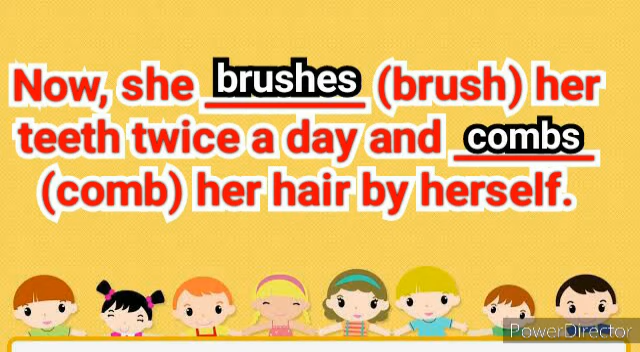 Now, she brushes (brush) her
teeth twice a day and combs
(comb) her hair by herself.
PowerDirector